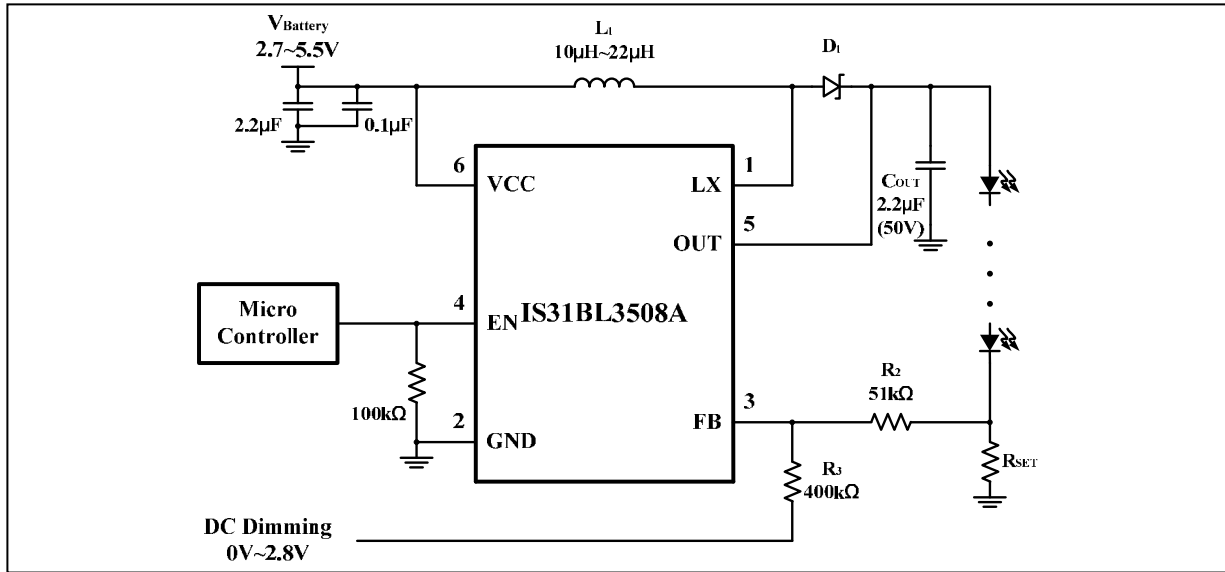 VBattery
2.7~5.5V
L1
10μH~22μH
D1
2.2μF
0.1μF
6
VCC
1
LX
COUT
2.2μF
(50V)
5
OUT
Micro
Controller
4
EN
IS31BL3508A
100kΩ
2
GND
3
FB
R2
51kΩ
RSET
R3
400kΩ
DC Dimming
0V~2.8V